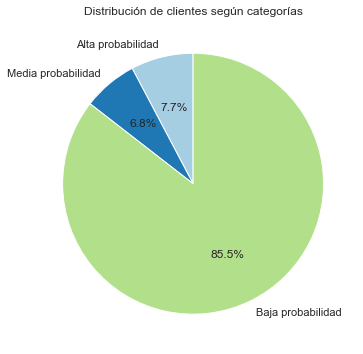 Distribución de clientes según categorías
Alta probabilidad
Media probabilidad
7.7%
6.8%
85.5%
Baja probabilidad